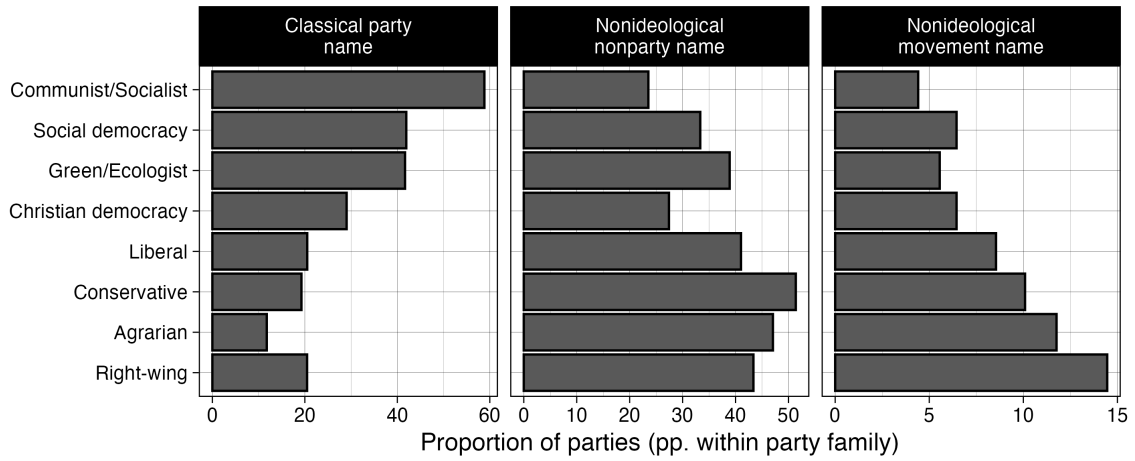 Classical party
name
Nonideological
nonparty name
Nonideological
movement name
Communist/Socialist
Social democracy
Green/Ecologist
Christian democracy
Liberal
Conservative
Agrarian
Right-wing
0 20 40 60
0 10 20 30 40 50
0 5 10 15
Proportion of parties (pp. within party family)